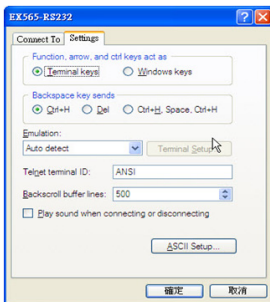 EX565-RS232
Connect To Settings
Function, arrow, and ctrl keys act as
Terminal keys Windows keys
Backspace key sends
Ctrl+H Del Ctrl+H, Space, Ctrl+H
Emulation:
Auto detect Terminal Setup...
Telnet terminal ID: ANSI
Backscroll buffer lines: 500
Play sound when connecting or disconnecting
ASCII Setup...
確定 取消